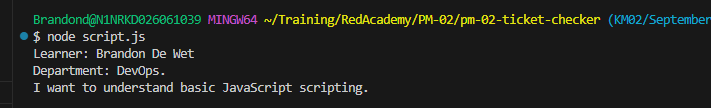 Brandond@N1NRKD026061039 MINGW64 ~/Training/RedAcademy/PM-02/pm-02-ticket-checker (KM02/September
$ node script.js
Learner: Brandon De Wet
Department: DevOps.
I want to understand basic JavaScript scripting.